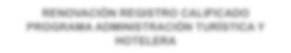 RENOVACIÓN REGISTRO CALIFICADO
PROGRAMA ADMINISTRACIÓN TURÍSTICA Y
HOTELERA